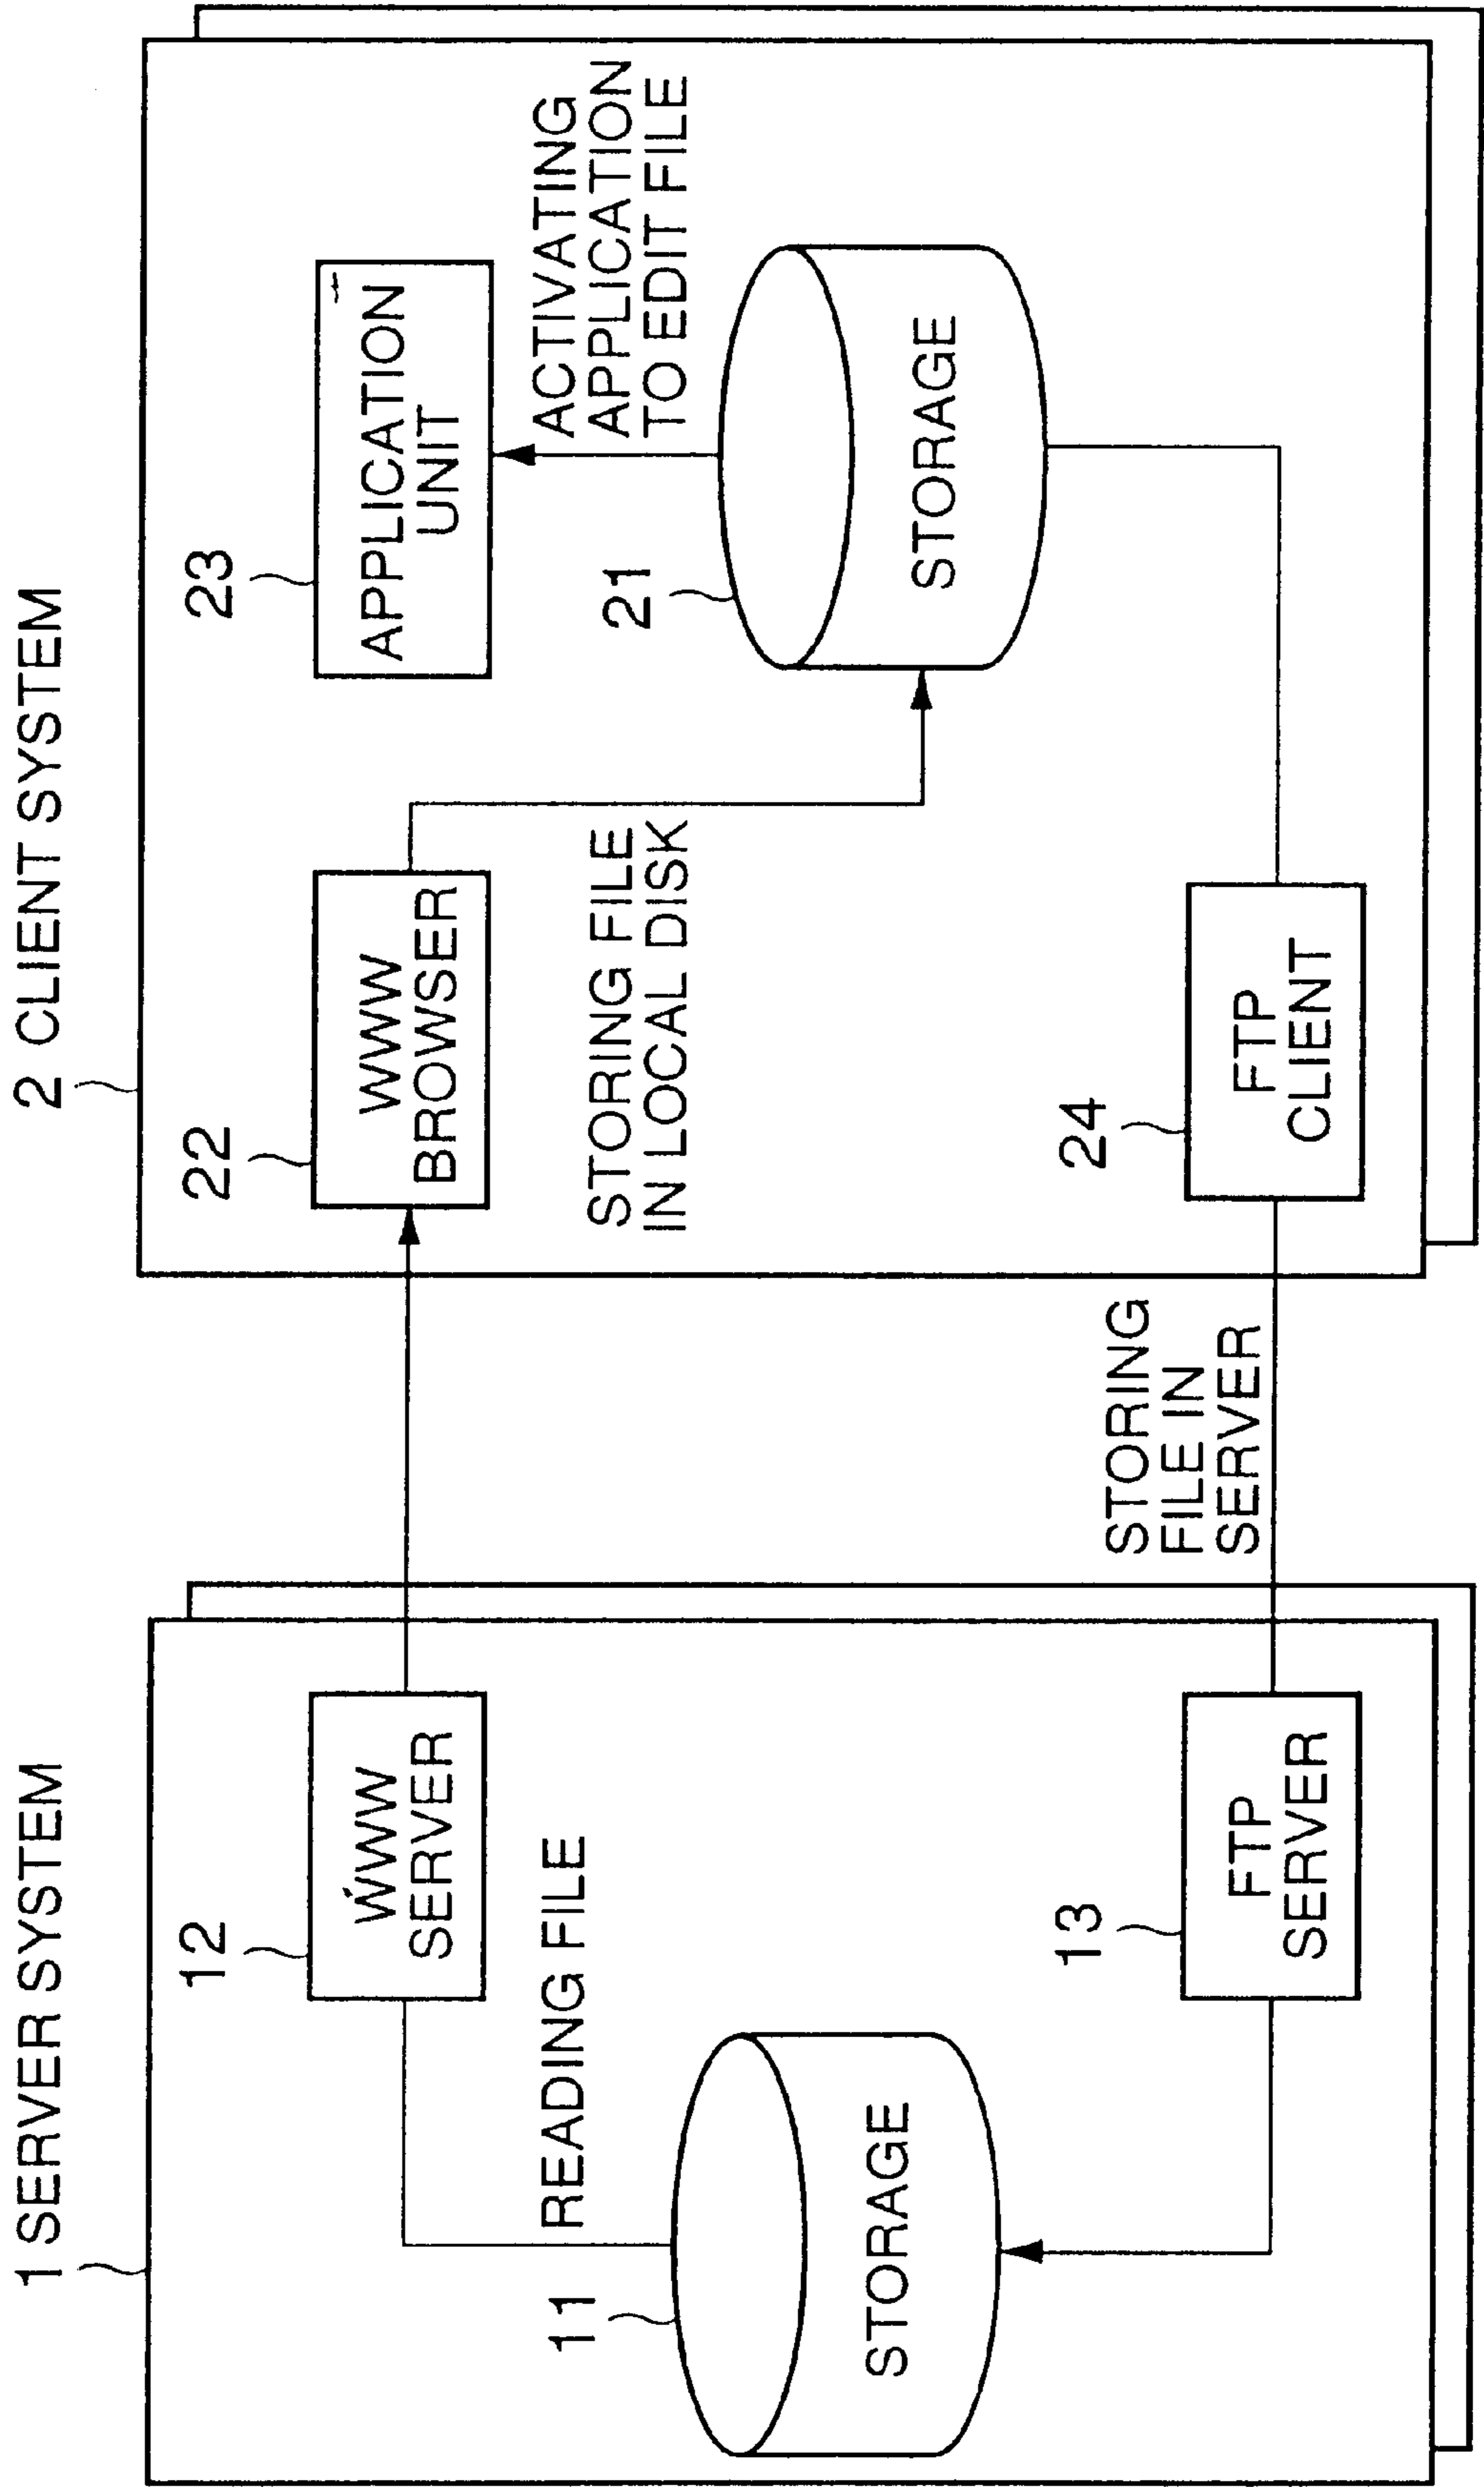 1 SERVER SYSTEM
12
WWW
SERVER
READING FILE
11
STORAGE
13
FTP
SERVER
STORING
FILE IN
SERVER
2 CLIENT SYSTEM
22
WWW
BROWSER
23
APPLICATION
UNIT
STORING FILE
IN LOCAL DISK
ACTIVATING
APPLICATION
TO EDIT FILE
21
STORAGE
24
FTP
CLIENT